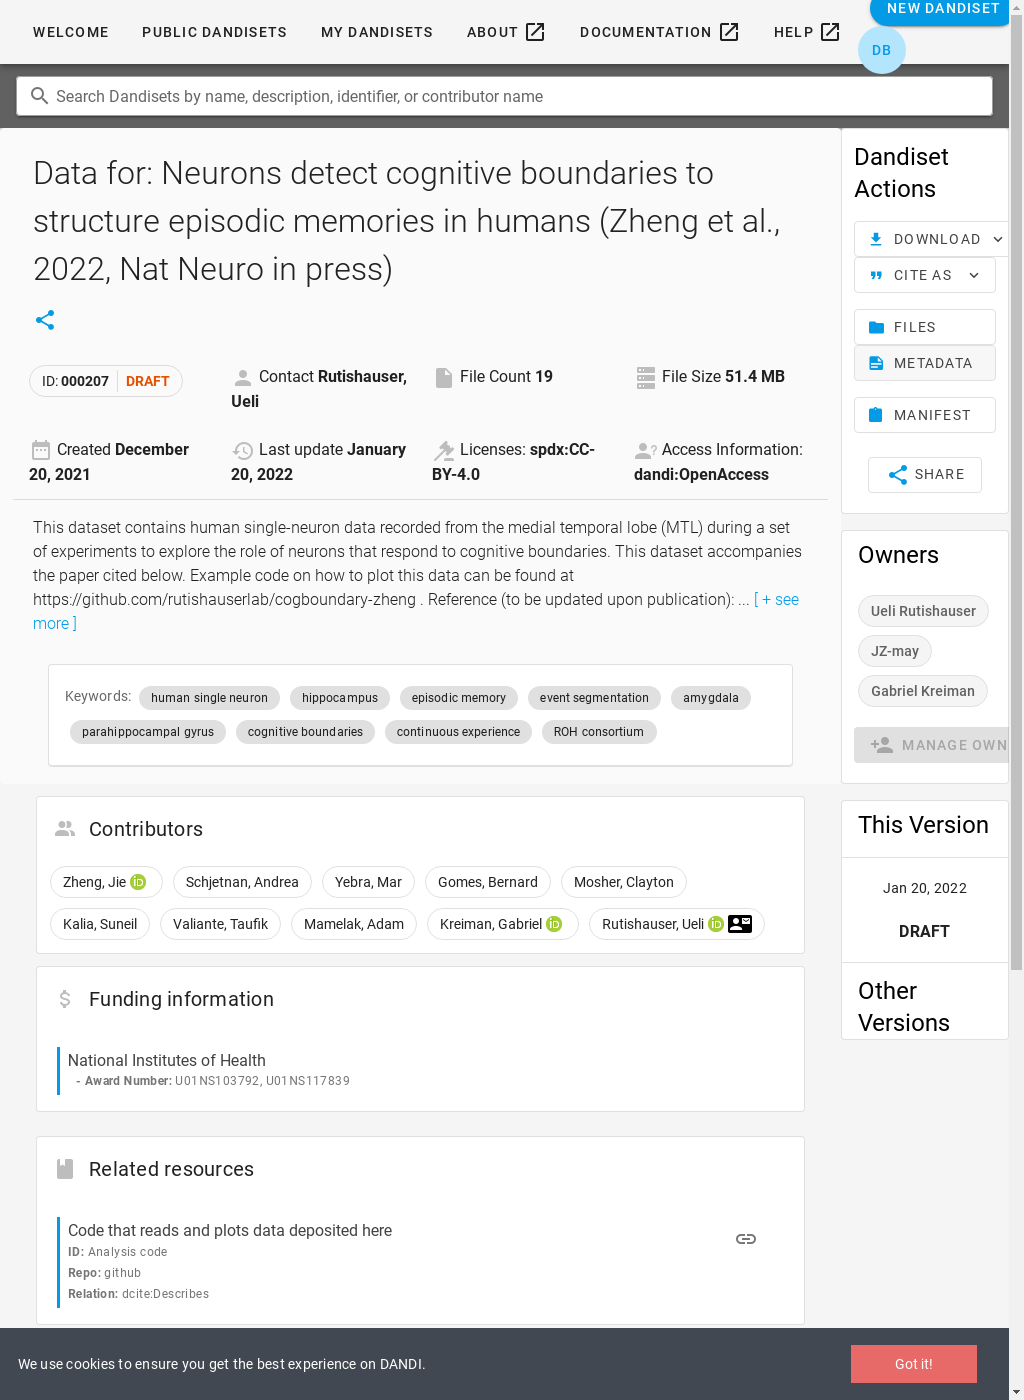 WELCOME PUBLIC DANDISETS MY DANDISETS ABOUT DOCUMENTATION HELP NEW DANDISET
DB
Search Dandisets by name, description, identifier, or contributor name
Data for: Neurons detect cognitive boundaries to
structure episodic memories in humans (Zheng et al.,
2022, Nat Neuro in press)
ID: 000207 DRAFT
Contact Rutishauser,
Ueli
File Count 19
File Size 51.4 MB
Created December
20, 2021
Last update January
20, 2022
Licenses: spdx:CC-
BY-4.0
Access Information:
dandi:OpenAccess
This dataset contains human single-neuron data recorded from the medial temporal lobe (MTL) during a set
of experiments to explore the role of neurons that respond to cognitive boundaries. This dataset accompanies
the paper cited below. Example code on how to plot this data can be found at
https://github.com/rutishauserlab/cogboundary-zheng . Reference (to be updated upon publication): ... [ + see
more ]
Keywords: human single neuron hippocampus episodic memory event segmentation amygdala
parahippocampal gyrus cognitive boundaries continuous experience ROH consortium
Contributors
Zheng, Jie iD Schjetnan, Andrea Yebra, Mar Gomes, Bernard Mosher, Clayton
Kalia, Suneil Valiante, Taufik Mamelak, Adam Kreiman, Gabriel iD Rutishauser, Ueli iD
Funding information
National Institutes of Health
- Award Number: U01NS103792, U01NS117839
Related resources
Code that reads and plots data deposited here
ID: Analysis code
Repo: github
Relation: dcite:Describes
Dandiset
Actions
DOWNLOAD
CITE AS
FILES
METADATA
MANIFEST
SHARE
Owners
Ueli Rutishauser
JZ-may
Gabriel Kreiman
MANAGE OWN
This Version
Jan 20, 2022
DRAFT
Other
Versions
We use cookies to ensure you get the best experience on DANDI.
Got it!